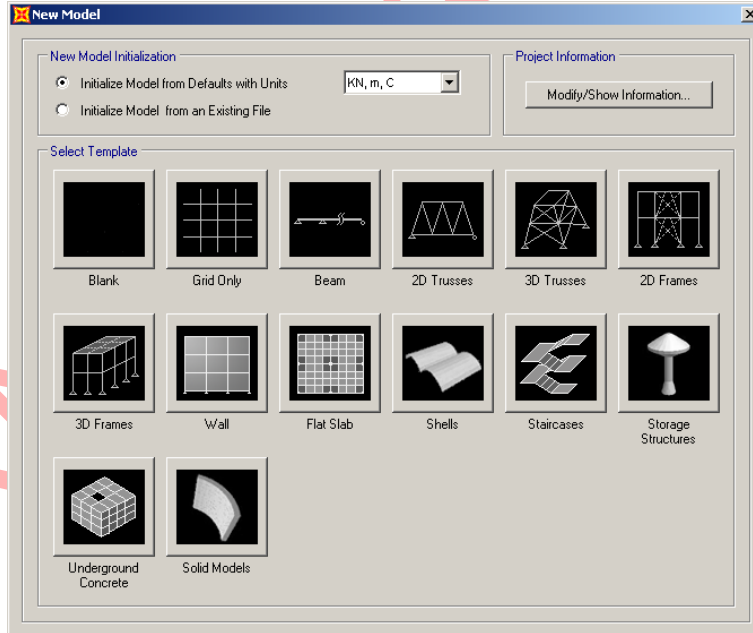 New Model
New Model Initialization
Initialize Model from Defaults with Units
KN, m, C
Initialize Model from an Existing File
Project Information
Modify/Show Information...
Select Template
Blank
Grid Only
Beam
2D Trusses
3D Trusses
2D Frames
3D Frames
Wall
Flat Slab
Shells
Staircases
Storage
Structures
Underground
Concrete
Solid Models